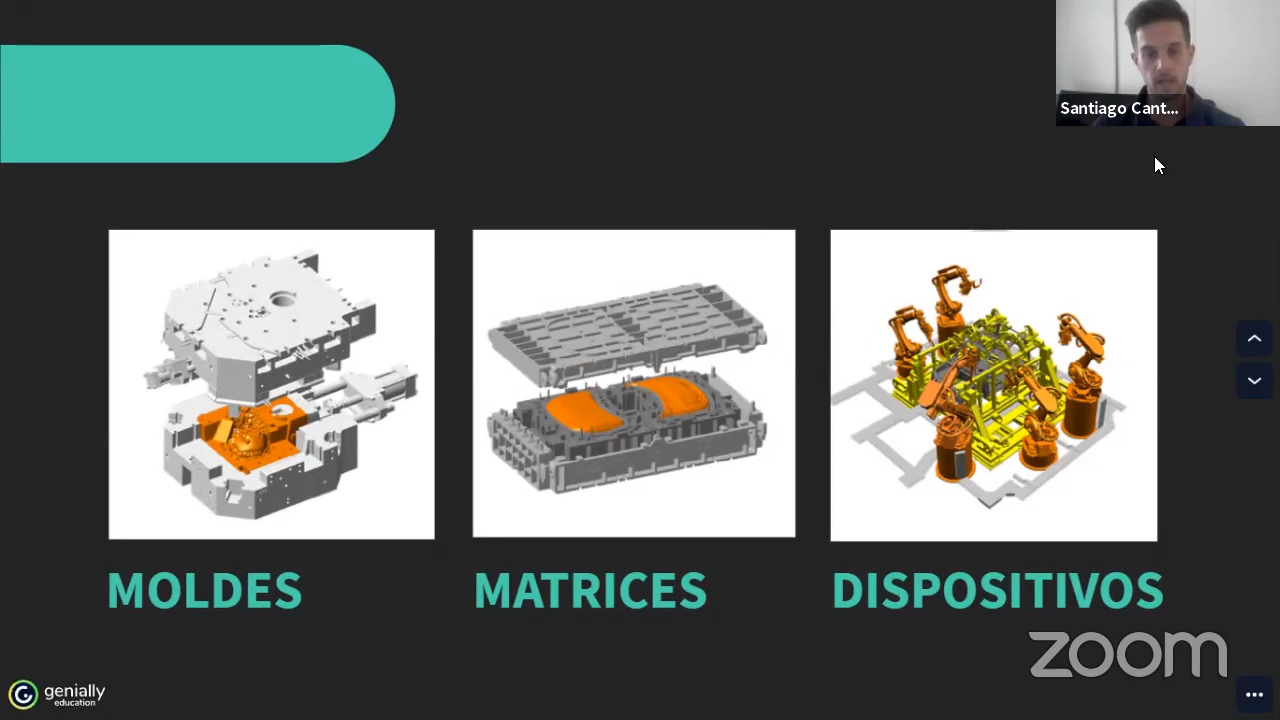 Santiago Cant...
MOLDES
MATRICES
DISPOSITIVOS
zoom
genially
education